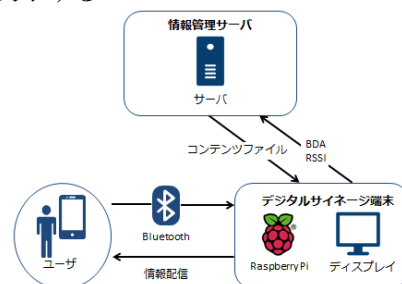 情報管理サーバ
サーバ
コンテンツファイル
BDA
RSSI
デジタルサイネージ端末
Bluetooth
Raspberry Pi
ディスプレイ
ユーザ
情報配信